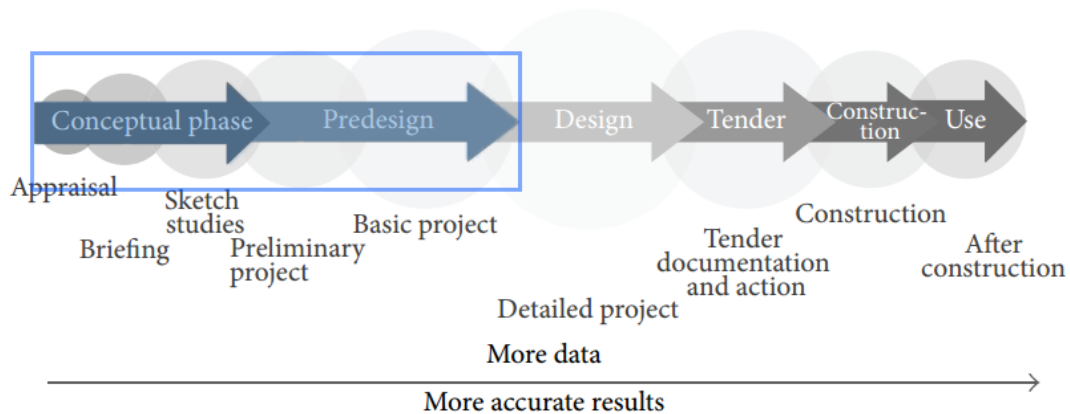 Conceptual phase
Predesign
Design
Tender
Construc-
tion
Use
Appraisal
Briefing
Sketch
studies
Preliminary
project
Basic project
Detailed project
Tender
documentation
and action
Construction
After
construction
More data
More accurate results